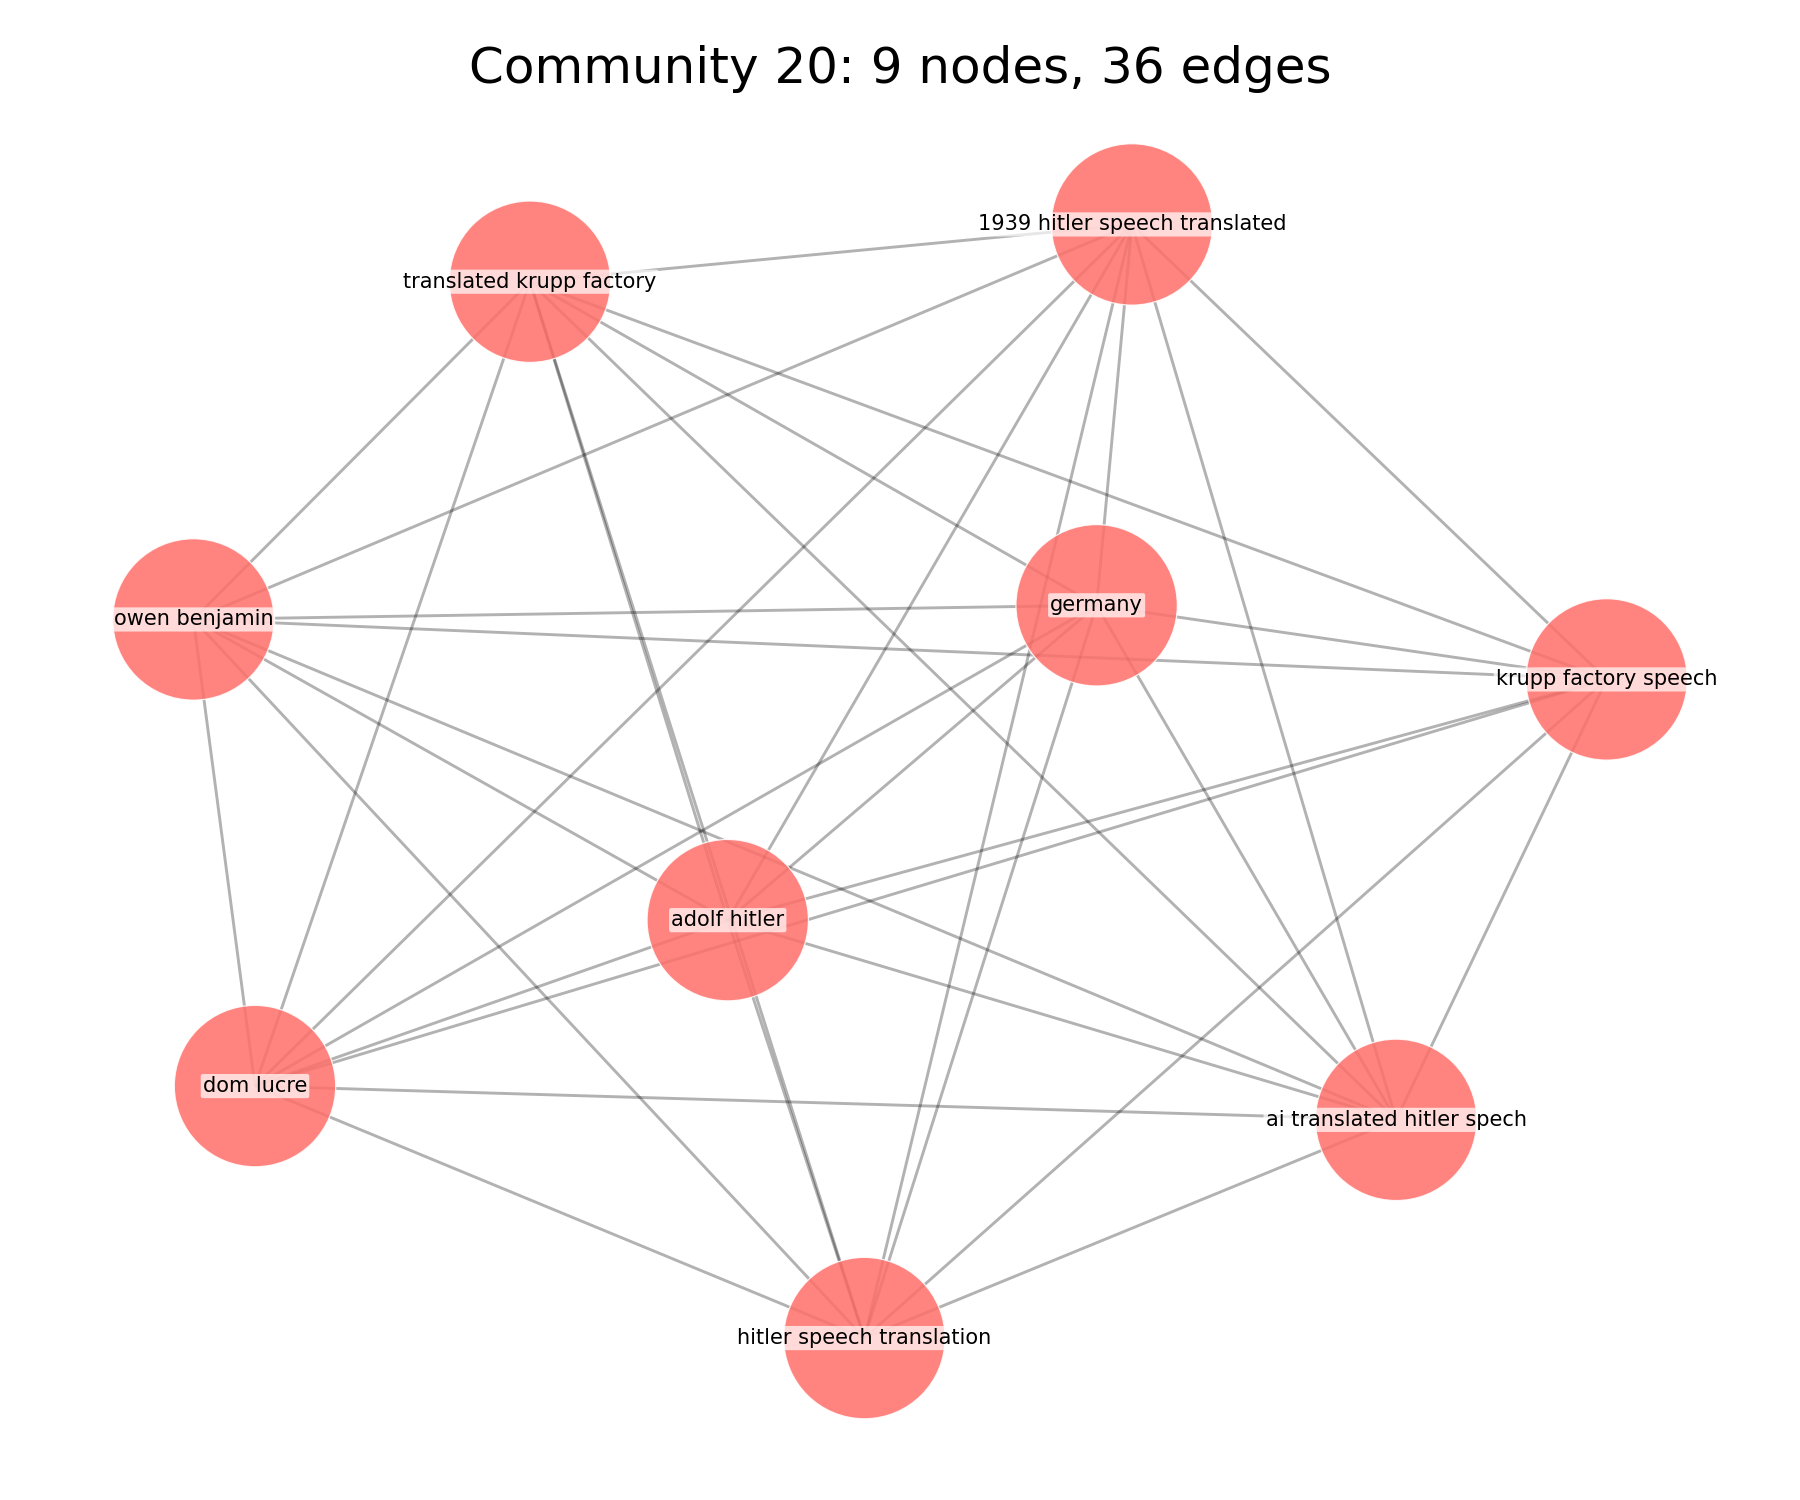 Community 20: 9 nodes, 36 edges
1939 hitler speech translated
translated krupp factory
germany
owen benjamin
krupp factory speech
adolf hitler
dom lucre
ai translated hitler spech
hitler speech translation